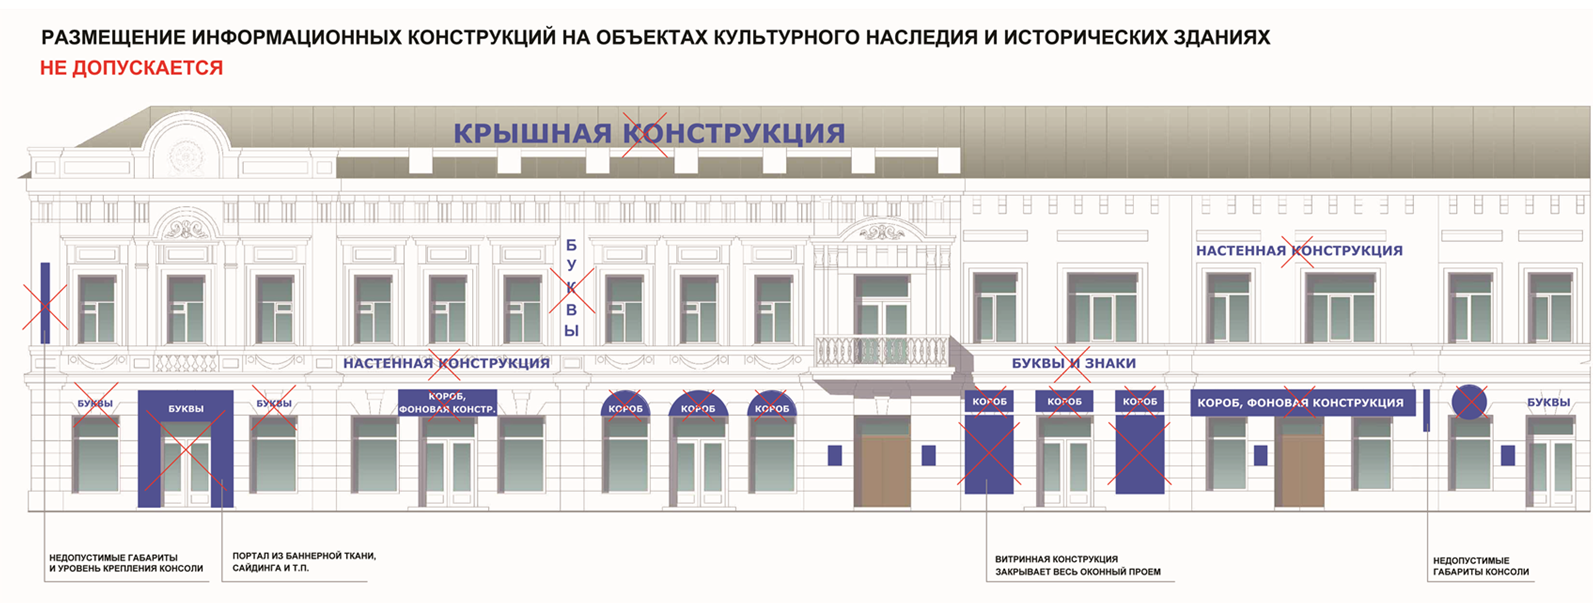 РАЗМЕЩЕНИЕ ИНФОРМАЦИОННЫХ КОНСТРУКЦИЙ НА ОБЪЕКТАХ КУЛЬТУРНОГО НАСЛЕДИЯ И ИСТОРИЧЕСКИХ ЗДАНИЯХ
НЕ ДОПУСКАЕТСЯ
КРЫШНАЯ КОНСТРУКЦИЯ
БУКВЫ
НАСТЕННАЯ КОНСТРУКЦИЯ
НАСТЕННАЯ КОНСТРУКЦИЯ
БУКВЫ И ЗНАКИ
БУКВЫ
БУКВЫ
БУКВЫ
КОРОБ,
ФОНОВАЯ КОНСТР.
КОРОБ
КОРОБ
КОРОБ
КОРОБ
КОРОБ
КОРОБ
КОРОБ, ФОНОВАЯ КОНСТРУКЦИЯ
БУКВЫ
НЕДОПУСТИМЫЕ ГАБАРИТЫ
И УРОВЕНЬ КРЕПЛЕНИЯ КОНСОЛИ
ПОРТАЛ ИЗ БАННЕРНОЙ ТКАНИ,
САЙДИНГА И Т.П.
ВИТРИННАЯ КОНСТРУКЦИЯ
ЗАКРЫВАЕТ ВЕСЬ ОКОННЫЙ ПРОЕМ
НЕДОПУСТИМЫЕ
ГАБАРИТЫ КОНСОЛИ